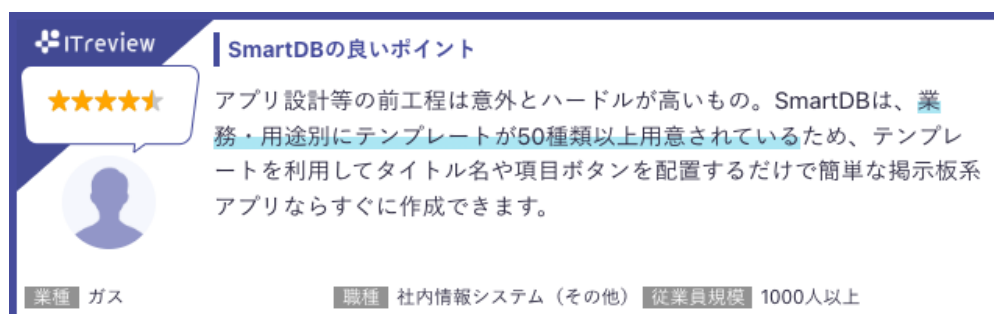 ITreview
SmartDBの良いポイント
アプリ設計等の前工程は意外とハードルが高いもの。SmartDBは、業
務・用途別にテンプレートが50種類以上用意されているため、テンプレ
ートを利用してタイトル名や項目ボタンを配置するだけで簡単な掲示板系
アプリならすぐに作成できます。
業種 ガス 職種 社内情報システム（その他） 従業員規模 1000人以上